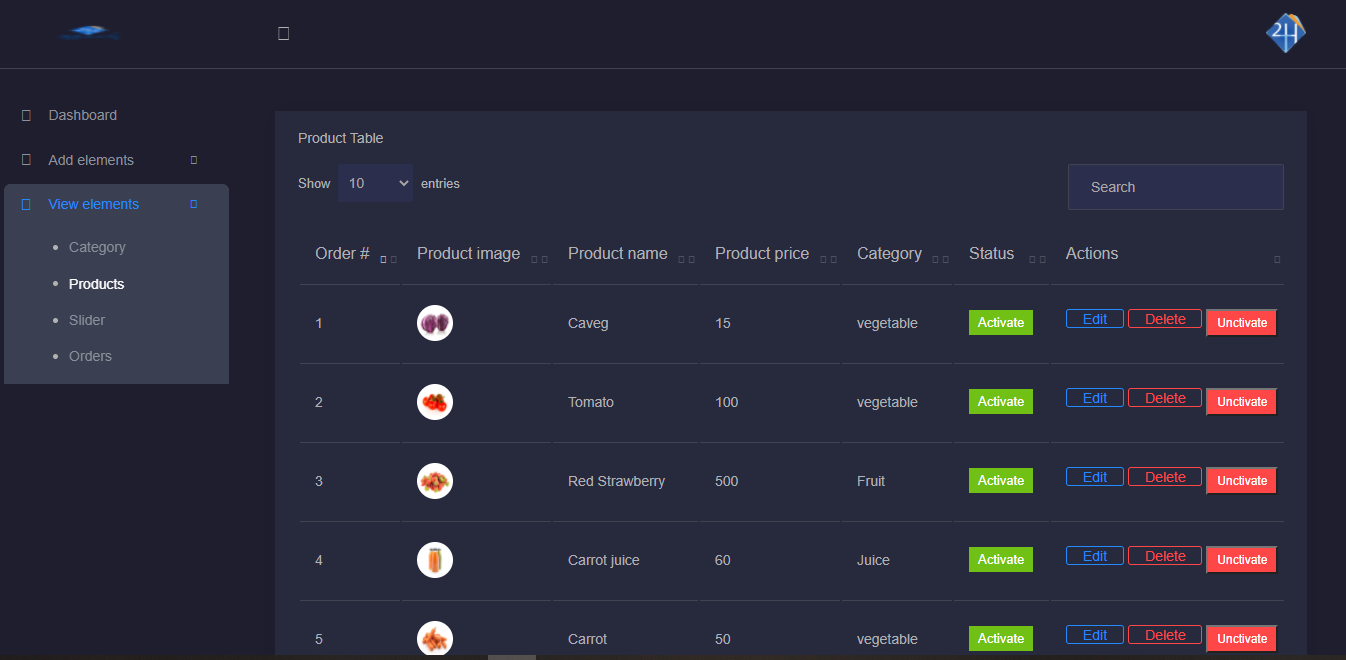 2H
Dashboard
Add elements
View elements
Category
Products
Slider
Orders
Product Table
Show 10 entries
Search
Order # Product image Product name Product price Category Status Actions
1 Caveg 15 vegetable Activate Edit Delete Unctivate
2 Tomato 100 vegetable Activate Edit Delete Unctivate
3 Red Strawberry 500 Fruit Activate Edit Delete Unctivate
4 Carrot juice 60 Juice Activate Edit Delete Unctivate
5 Carrot 50 vegetable Activate Edit Delete Unctivate